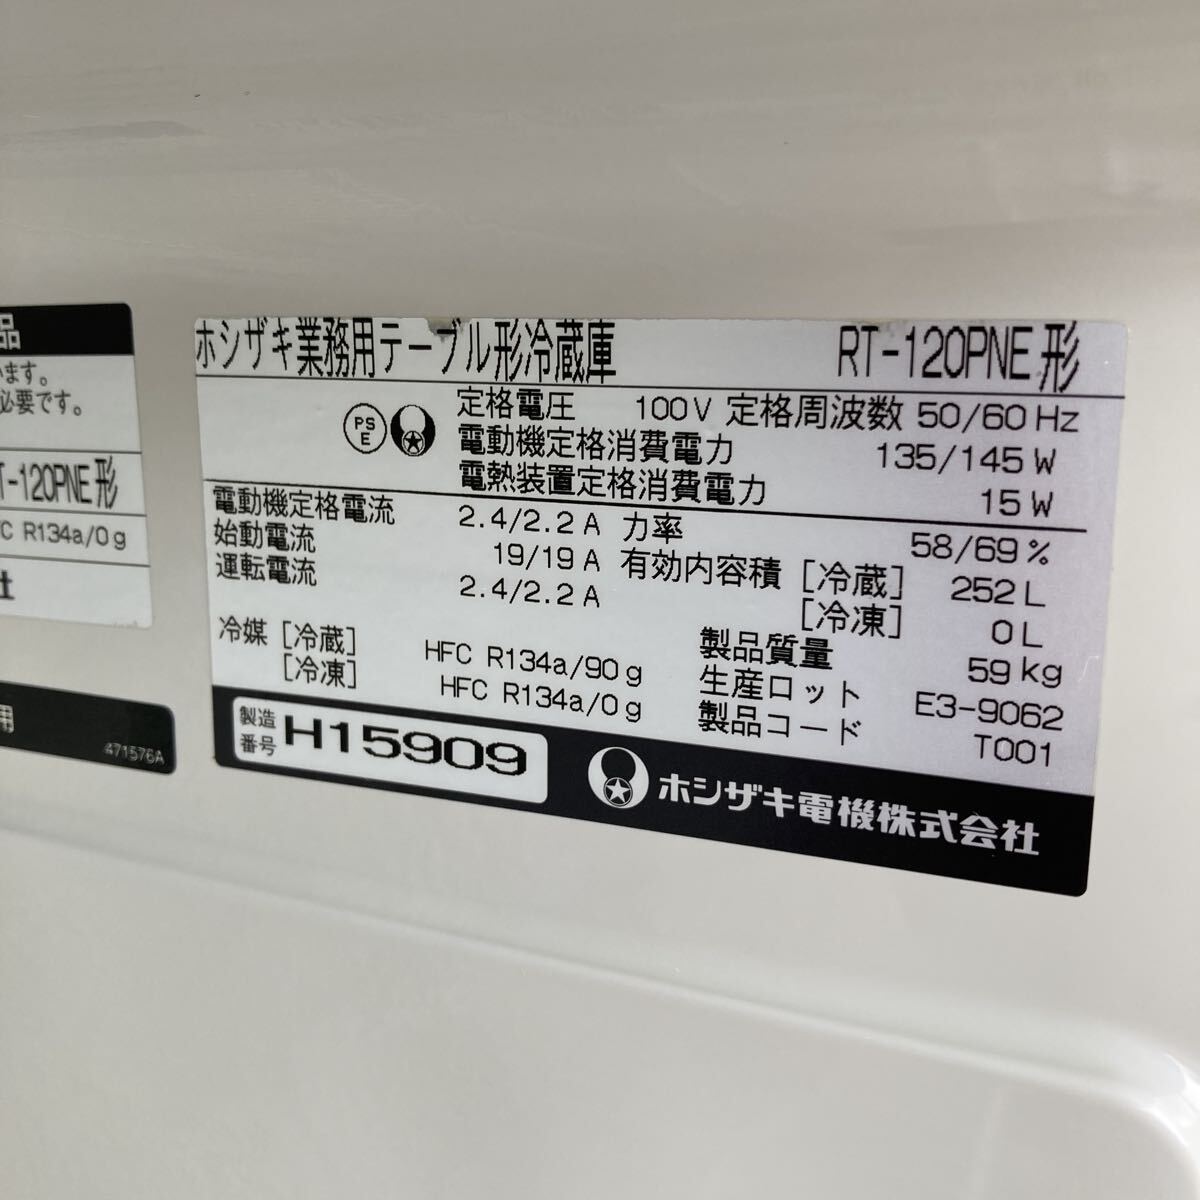 品
います。
必要です。
T-120PNE形
C R134a/0g
社
用
471576A
ホシザキ業務用テーブル形冷蔵庫 RT-120PNE形
PS
E
定格電圧 100V 定格周波数 50/60Hz
電動機定格消費電力 135/145W
電熱装置定格消費電力 15W
電動機定格電流 2.4/2.2A 力率 58/69%
始動電流 19/19A 有効内容積 [冷蔵] 252L
運転電流 2.4/2.2A [冷凍] 0L
冷媒 [冷蔵] HFC R134a/90g 製品質量 59kg
[冷凍] HFC R134a/0g 生産ロット E3-9062
製品コード T001
製造番号 H15909
ホシザキ電機株式会社